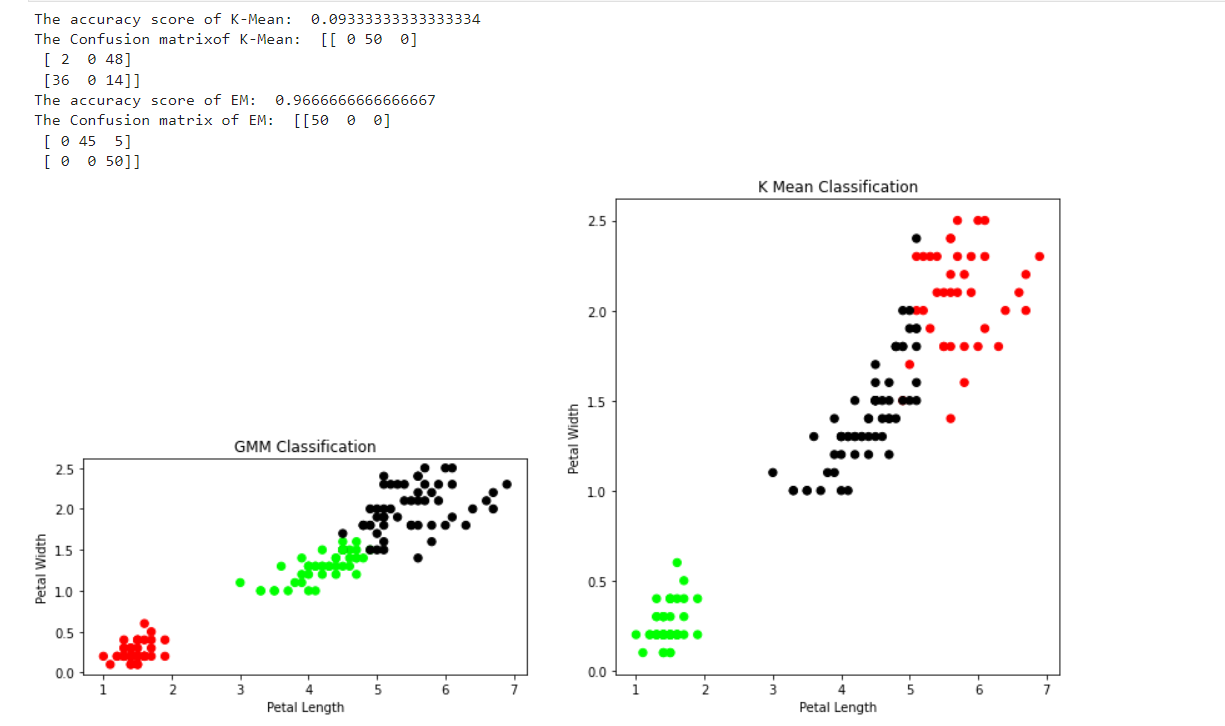 The accuracy score of K-Mean:  0.09333333333333334
The Confusion matrixof K-Mean:  [[ 0 50  0]
 [ 2  0 48]
 [36  0 14]]
The accuracy score of EM:  0.9666666666666667
The Confusion matrix of EM:  [[50  0  0]
 [ 0 45  5]
 [ 0  0 50]]
GMM Classification
2.5
2.0
1.5
1.0
0.5
0.0
Petal Width
1 2 3 4 5 6 7
Petal Length
K Mean Classification
2.5
2.0
1.5
1.0
0.5
0.0
Petal Width
1 2 3 4 5 6 7
Petal Length